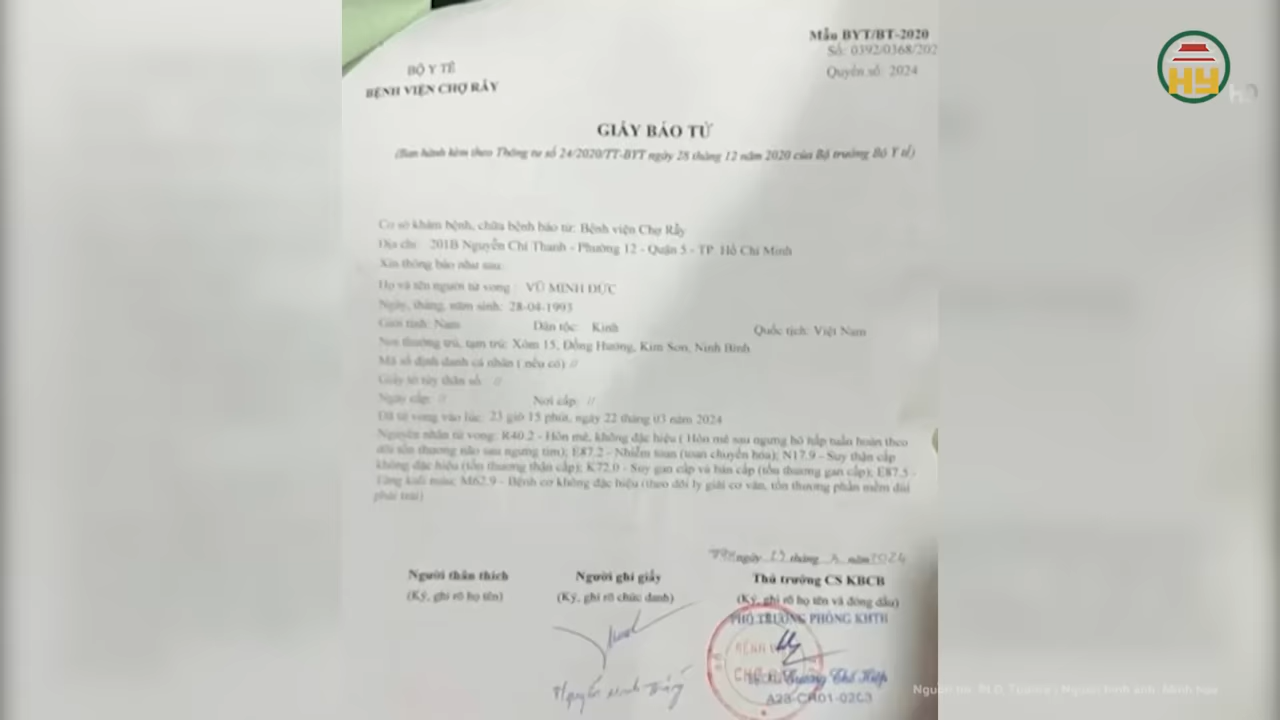 Mẫu BYT/BT-2020
Số: 0392/0368/202
Quyển số: 2024
BỘ Y TẾ
BỆNH VIỆN CHỢ RẪY
HY
GIẤY BÁO TỬ
(Ban hành kèm theo Thông tư số 24/2020/TT-BYT ngày 28 tháng 12 năm 2020 của Bộ trưởng Bộ Y tế)
Cơ sở khám bệnh, chữa bệnh báo tử: Bệnh viện Chợ Rẫy
Địa chỉ: 201B Nguyễn Chí Thanh - Phường 12 - Quận 5 - TP. Hồ Chí Minh
Xin thông báo như sau:
Họ và tên người tử vong: VŨ MINH ĐỨC
Ngày, tháng, năm sinh: 28-04-1993
Giới tính: Nam Dân tộc: Kinh Quốc tịch: Việt Nam
Nơi thường trú, tạm trú: Xóm 15, Đồng Hướng, Kim Sơn, Ninh Bình
Mã số định danh cá nhân ( nếu có) //
Giấy tờ tùy thân số: //
Ngày cấp: // Nơi cấp: //
Đã tử vong vào lúc: 23 giờ 15 phút, ngày 22 tháng 03 năm 2024
Nguyên nhân tử vong: R40.2 - Hôn mê, không đặc hiệu ( Hôn mê sau ngưng hô hấp tuần hoàn theo
dõi tổn thương não sau ngưng tim); E87.2 - Nhiễm toan (toan chuyển hóa); N17.9 - Suy thận cấp
không đặc hiệu (tổn thương thận cấp); K72.0 - Suy gan cấp và bán cấp (tổn thương gan cấp); E87.5 -
Tăng kali máu; M62.9 - Bệnh cơ không đặc hiệu (theo dõi ly giải cơ vân, tổn thương phần mềm đùi
phải trái)
ngày 23 tháng năm 2024
Người thân thích Người ghi giấy Thủ trưởng CS KBCB
(Ký, ghi rõ họ tên) (Ký, ghi rõ chức danh) (Ký, ghi rõ họ tên và đóng dấu)
PHÓ TRƯỞNG PHÒNG KHTH
BỆNH VIỆN
CHỢ RẪY
A28-CR01-0263